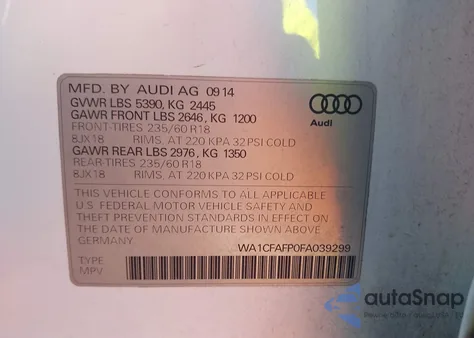 MFD. BY AUDI AG 09 14
GVWR LBS 5390, KG 2445
GAWR FRONT LBS 2646, KG 1200
FRONT-TIRES 235/60 R18
8JX18 RIMS, AT 220 KPA 32 PSI COLD
GAWR REAR LBS 2976, KG 1350
REAR-TIRES 235/60 R18
8JX18 RIMS, AT 220 KPA 32 PSI COLD
Audi
THIS VEHICLE CONFORMS TO ALL APPLICABLE
U.S. FEDERAL MOTOR VEHICLE SAFETY AND
THEFT PREVENTION STANDARDS IN EFFECT ON
THE DATE OF MANUFACTURE SHOWN ABOVE
GERMANY
WA1CFAFP0FA039299
TYPE
MPV
autoSnap